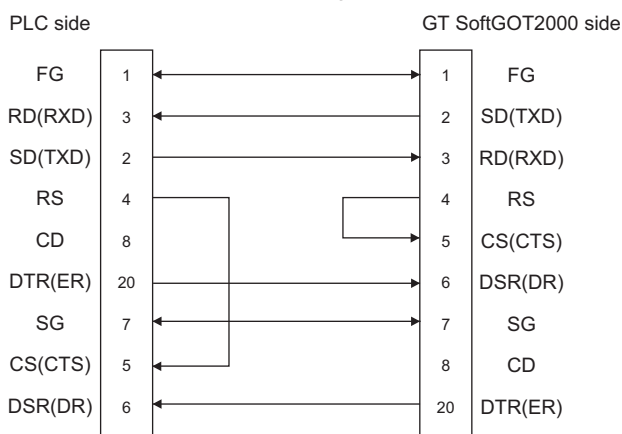 PLC side GT SoftGOT2000 side
FG 1 1 FG
RD(RXD) 3 2 SD(TXD)
SD(TXD) 2 3 RD(RXD)
RS 4 4 RS
CD 8 5 CS(CTS)
DTR(ER) 20 6 DSR(DR)
SG 7 7 SG
CS(CTS) 5 8 CD
DSR(DR) 6 20 DTR(ER)